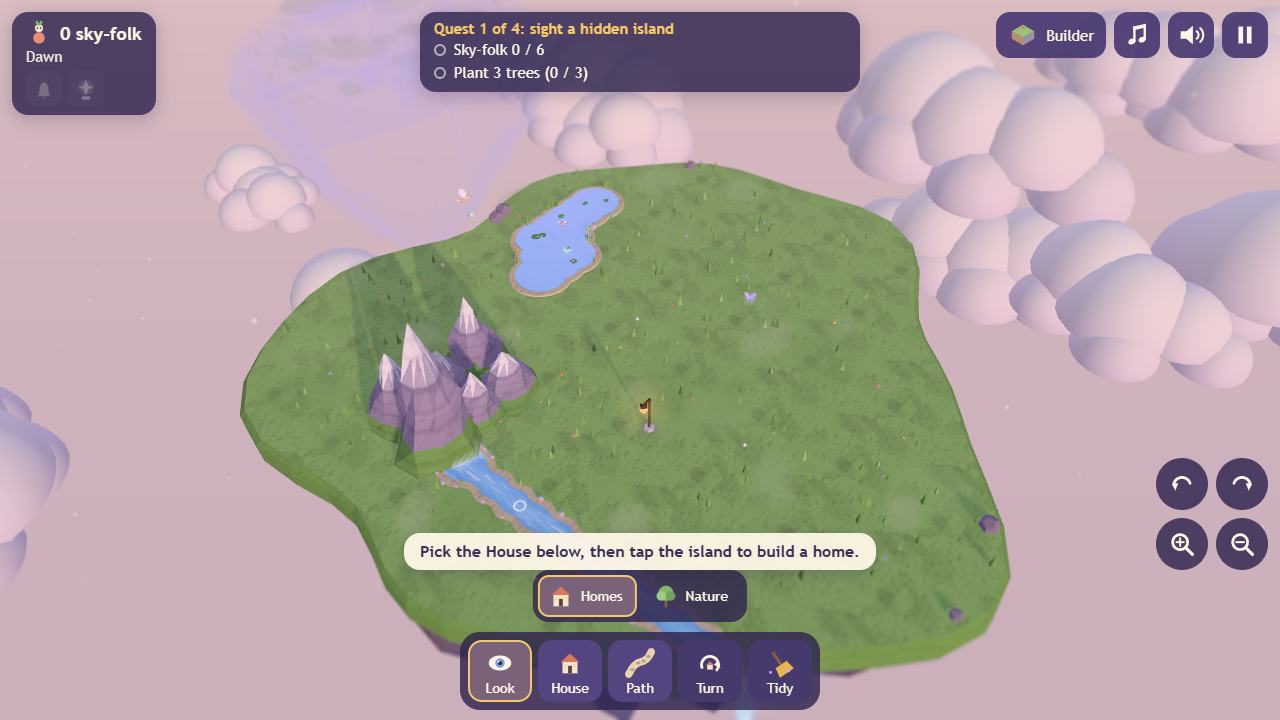 0 sky-folk
Dawn
Quest 1 of 4: sight a hidden island
Sky-folk 0 / 6
Plant 3 trees (0 / 3)
Builder
Pick the House below, then tap the island to build a home.
Homes
Nature
Look
House
Path
Turn
Tidy